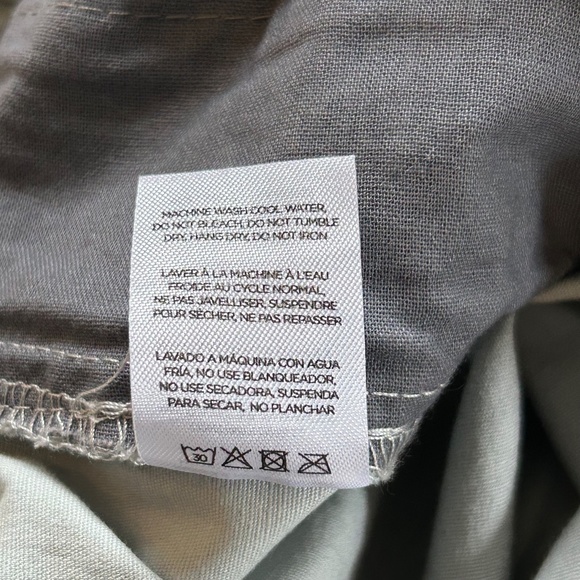 MACHINE WASH COOL WATER,
DO NOT BLEACH, DO NOT TUMBLE
DRY, HANG DRY, DO NOT IRON
LAVER À LA MACHINE À L'EAU
FROIDE AU CYCLE NORMAL,
NE PAS JAVELLISER, SUSPENDRE
POUR SÈCHER, NE PAS REPASSER
LAVADO A MÁQUINA CON AGUA
FRÍA, NO USE BLANQUEADOR,
NO USE SECADORA, SUSPENDA
PARA SECAR, NO PLANCHAR
30